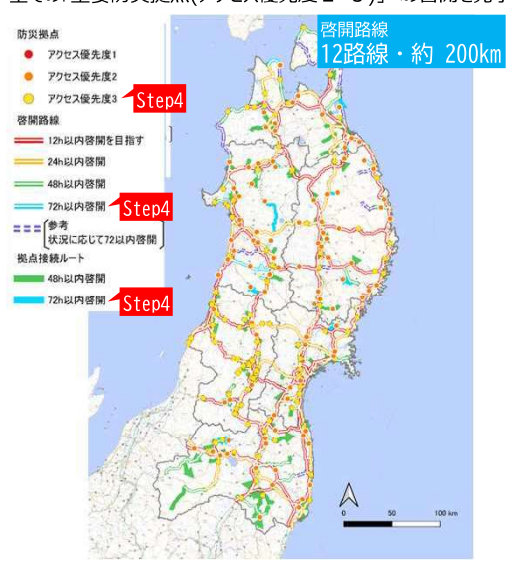 全ての「重要防災拠点(アクセス優先度2・3)」への啓開を完了
啓開路線
12路線・約 200km
防災拠点
アクセス優先度1
アクセス優先度2
アクセス優先度3
Step4
啓開路線
12h以内啓開を目指す
24h以内啓開
48h以内啓開
72h以内啓開
Step4
参考
状況に応じて72以内啓開
拠点接続ルート
48h以内啓開
72h以内啓開
Step4
0
50
100 km